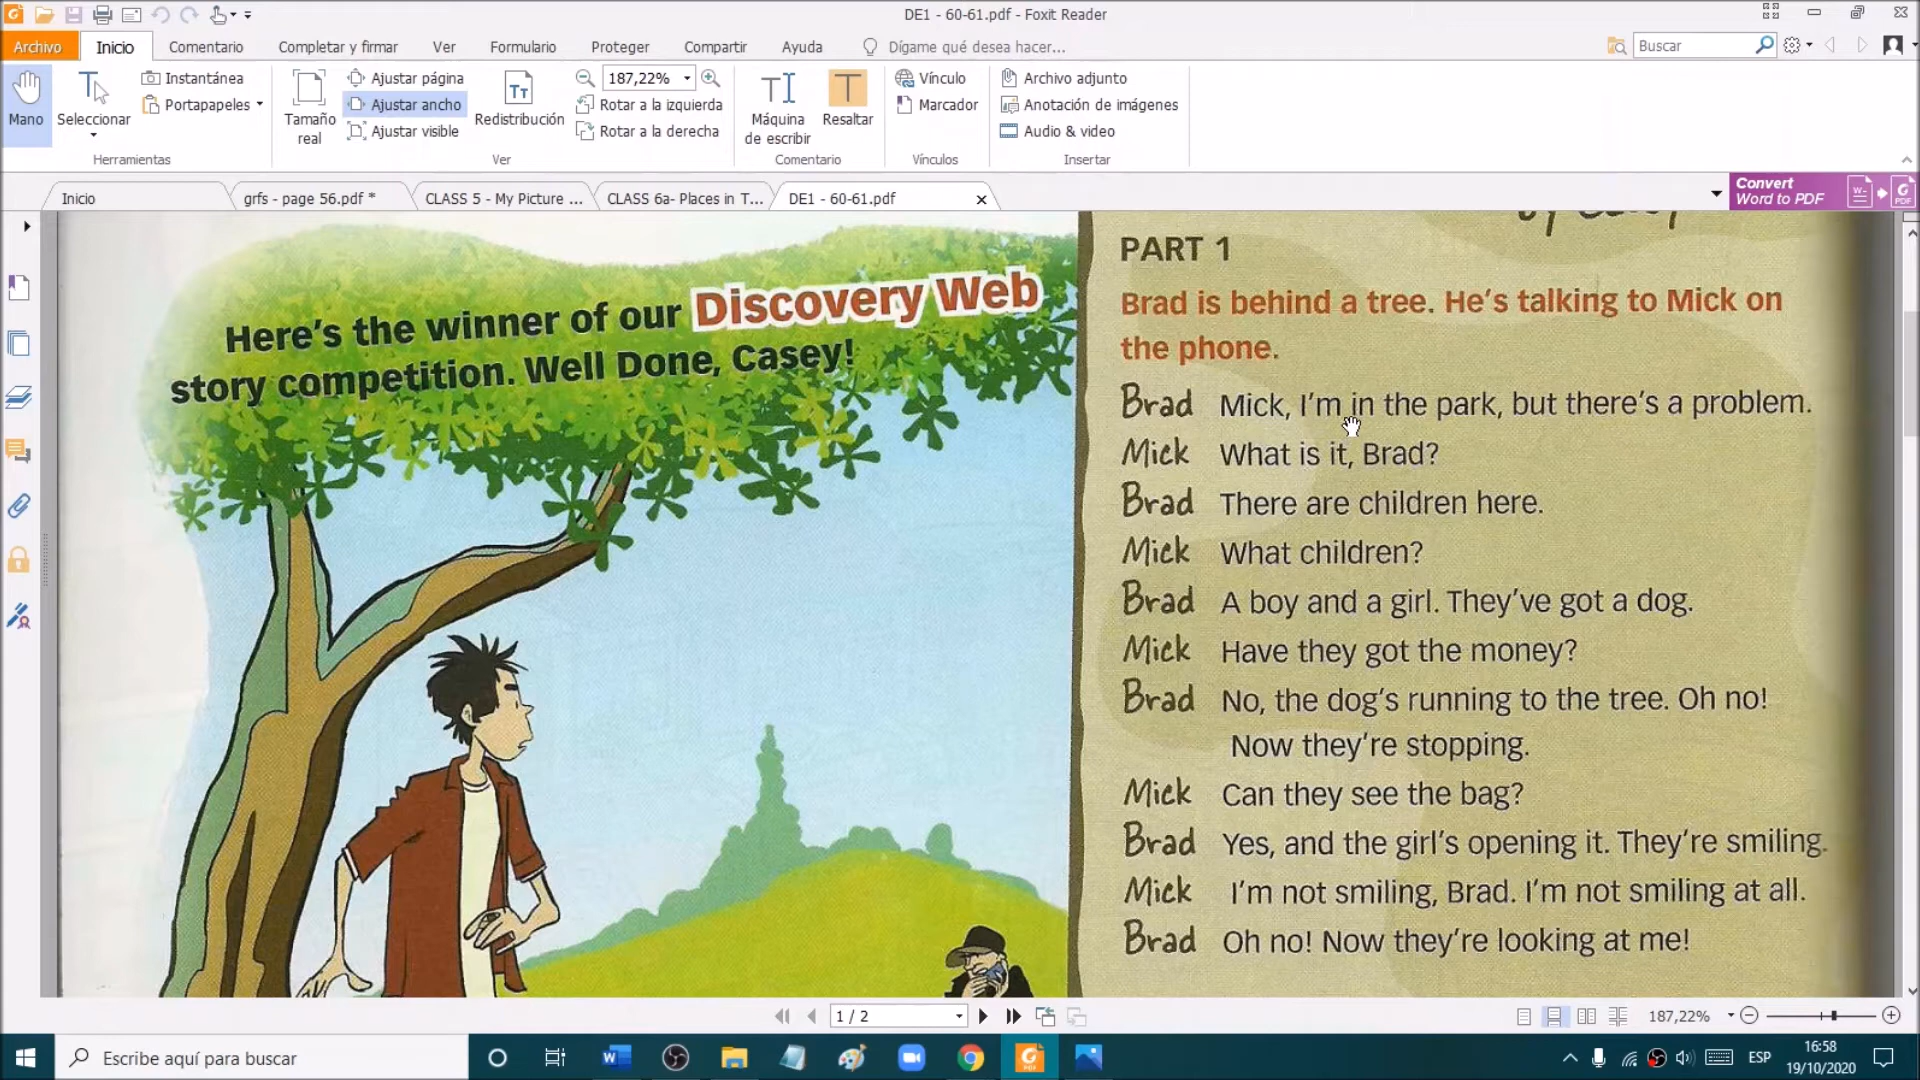 DE1 - 60-61.pdf - Foxit Reader
Archivo Inicio Comentario Completar y firmar Ver Formulario Proteger Compartir Ayuda Dígame qué desea hacer... Buscar
Mano
Seleccionar
Instantánea
Portapapeles
Herramientas
Tamaño real
Ajustar página
Ajustar ancho
Ajustar visible
Redistribución
187,22%
Rotar a la izquierda
Rotar a la derecha
Ver
Máquina de escribir
Resaltar
Comentario
Vínculo
Marcador
Vínculos
Archivo adjunto
Anotación de imágenes
Audio & video
Insertar
Inicio grfs - page 56.pdf * CLASS 5 - My Picture ... CLASS 6a- Places in T... DE1 - 60-61.pdf
Convert
Word to PDF
Here's the winner of our Discovery Web
story competition. Well Done, Casey!
PART 1
Brad is behind a tree. He's talking to Mick on
the phone.
Brad Mick, I'm in the park, but there's a problem.
Mick What is it, Brad?
Brad There are children here.
Mick What children?
Brad A boy and a girl. They've got a dog.
Mick Have they got the money?
Brad No, the dog's running to the tree. Oh no!
Now they're stopping.
Mick Can they see the bag?
Brad Yes, and the girl's opening it. They're smiling.
Mick I'm not smiling, Brad. I'm not smiling at all.
Brad Oh no! Now they're looking at me!
1 / 2
187,22%
Escribe aquí para buscar
ESP
16:58
19/10/2020